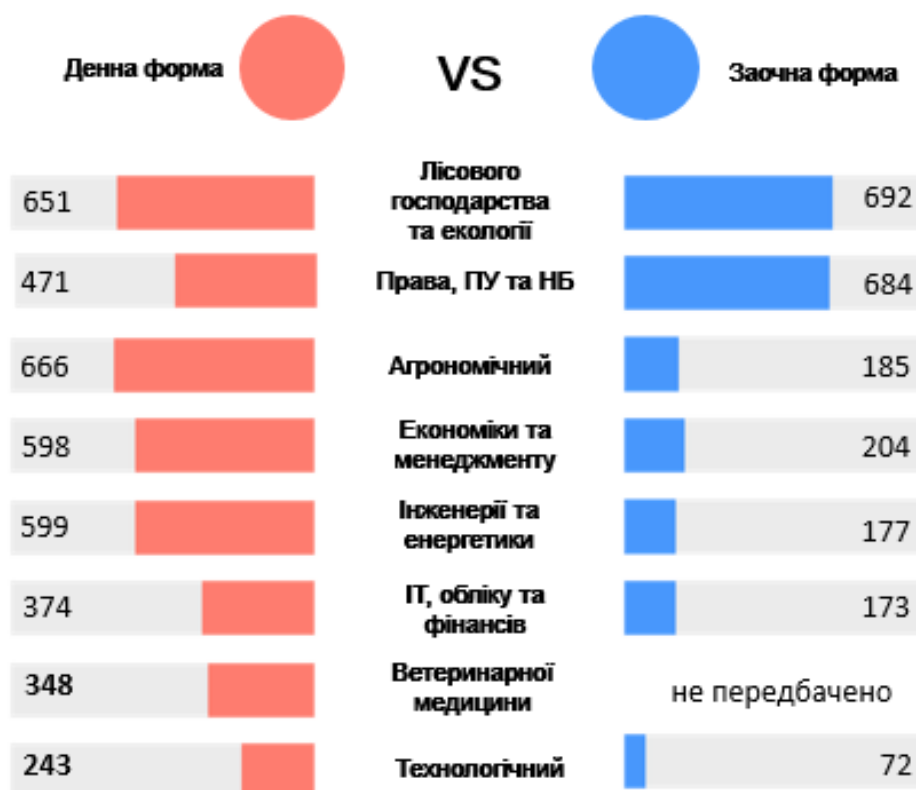 Денна форма
VS
Заочна форма
651
Лісового
господарства
та екології
692
471
Права, ПУ та НБ
684
666
Агрономічний
185
598
Економіки та
менеджменту
204
599
Інженерії та
енергетики
177
374
ІТ, обліку та
фінансів
173
348
Ветеринарної
медицини
не передбачено
243
Технологічний
72